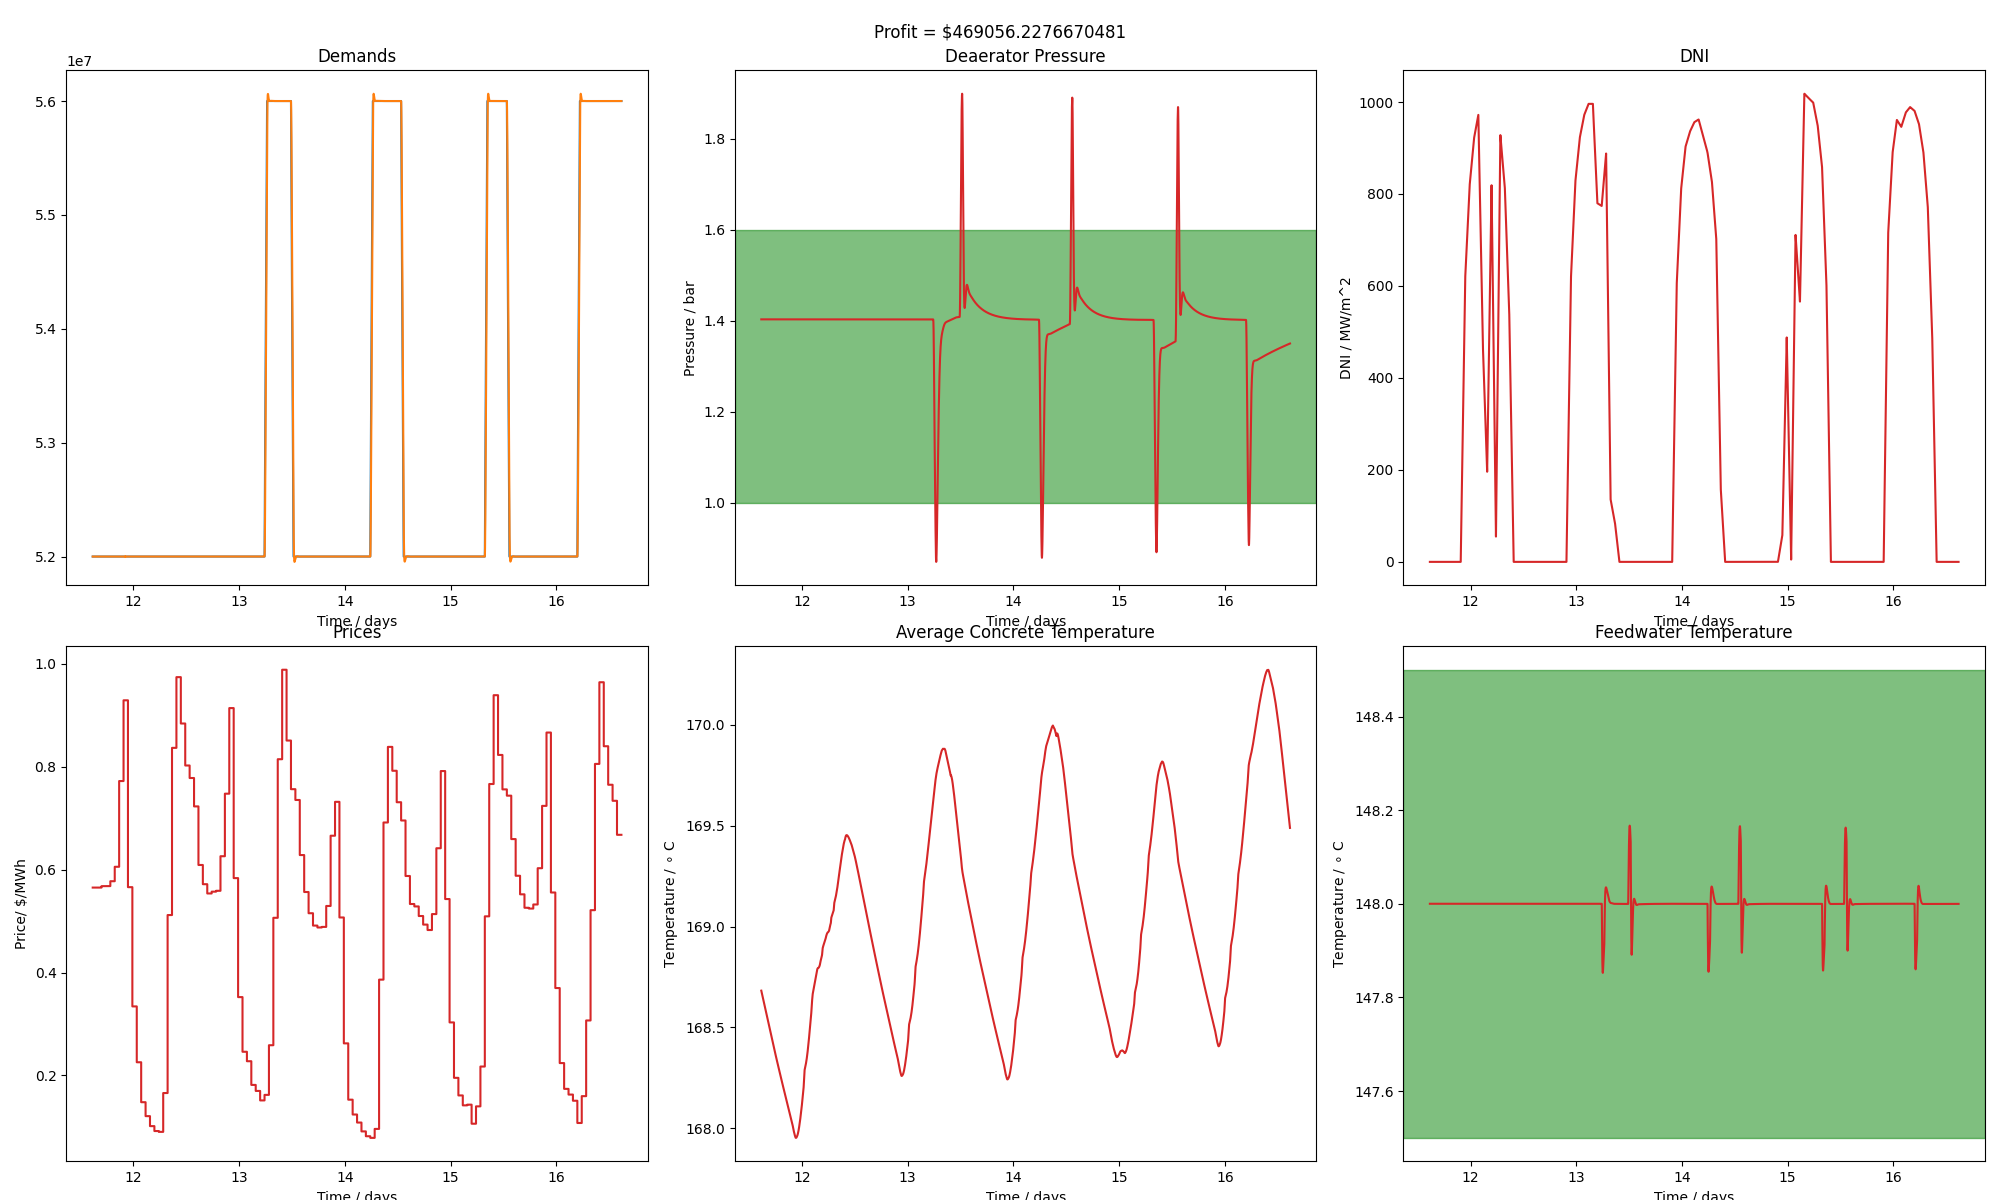 Profit = $469056.2276670481
Demands
1e7
5.6
5.5
5.4
5.3
5.2
12 13 14 15 16
Time / days
Deaerator Pressure
Pressure / bar
1.8
1.6
1.4
1.2
1.0
12 13 14 15 16
Time / days
DNI
DNI / MW/m^2
1000
800
600
400
200
0
12 13 14 15 16
Time / days
Prices
Price/ $/MWh
1.0
0.8
0.6
0.4
0.2
12 13 14 15 16
Time / days
Average Concrete Temperature
Temperature / ∘ C
170.0
169.5
169.0
168.5
168.0
12 13 14 15 16
Time / days
Feedwater Temperature
Temperature / ∘ C
148.4
148.2
148.0
147.8
147.6
12 13 14 15 16
Time / days